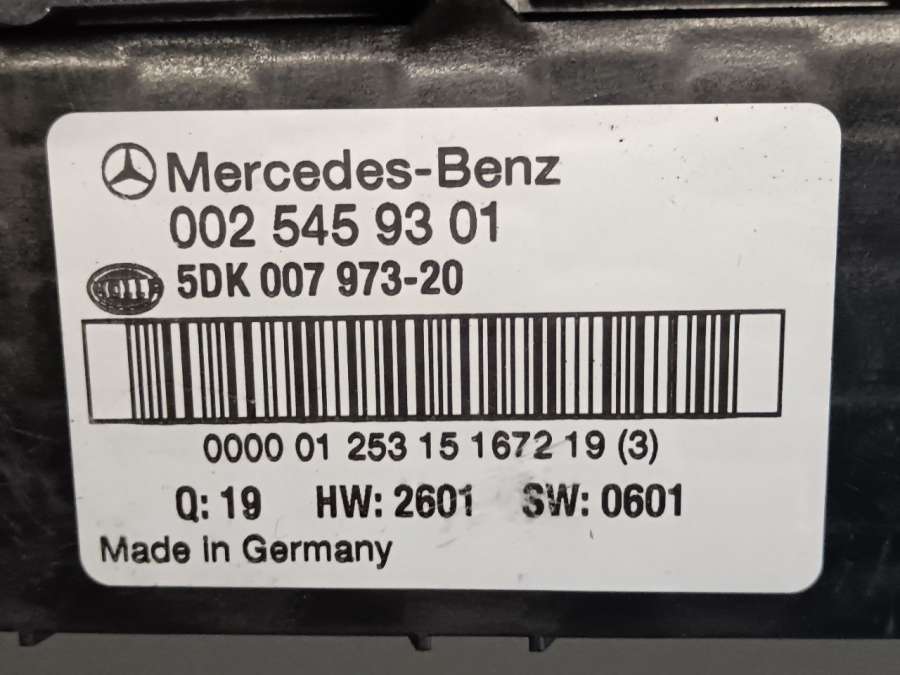 Mercedes-Benz
002 545 93 01
HELLA 5DK 007 973-20
0000 01 253 15 1672 19 (3)
Q: 19 HW: 2601 SW: 0601
Made in Germany